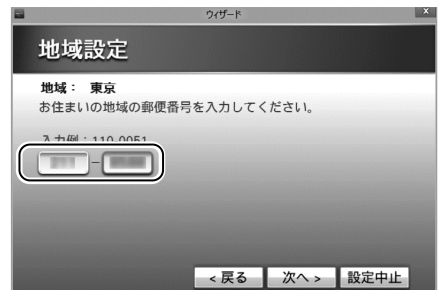 ウィザード
地域設定
地域： 東京
お住まいの地域の郵便番号を入力してください。
入力例：110-0051
-
< 戻る 次へ > 設定中止